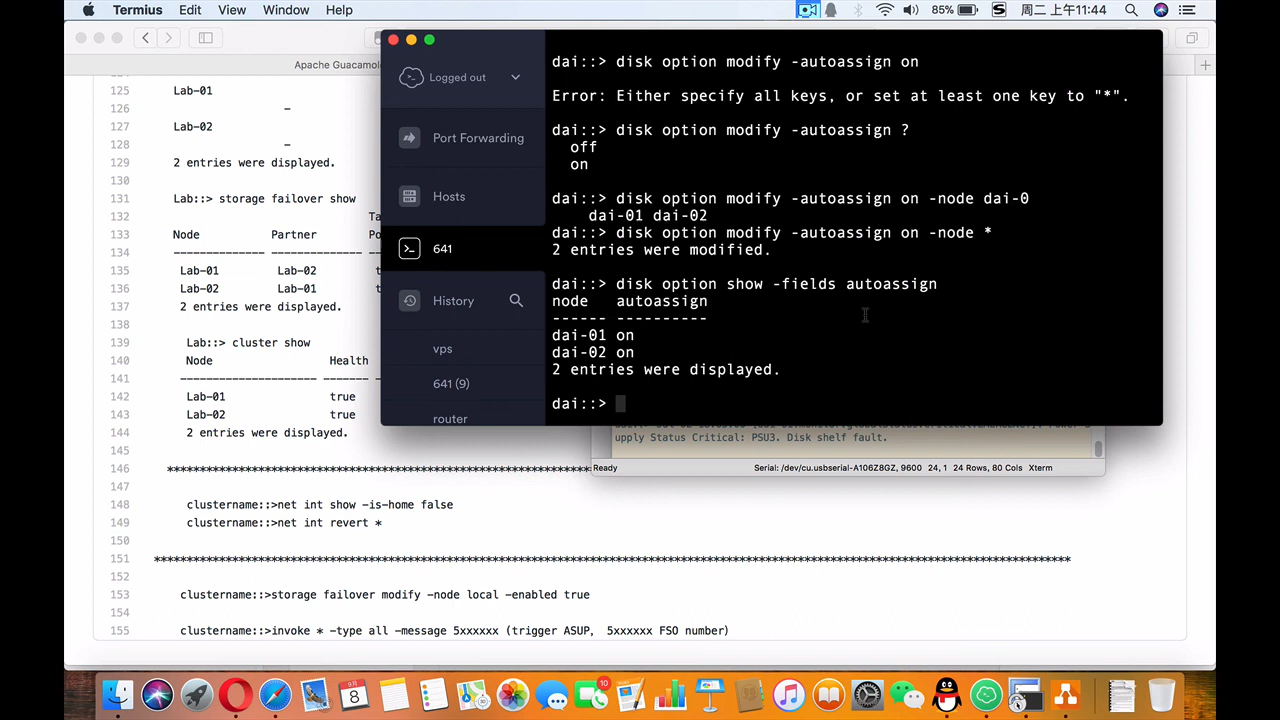 Termius Edit View Window Help
85% 周二 上午11:44
Apache Guacamol
125 Lab-01
126 –
127 Lab-02
128 –
129 2 entries were displayed.
130
131 Lab::> storage failover show
132 Ta
133 Node Partner Po
134
135 Lab-01 Lab-02 t
136 Lab-02 Lab-01 t
137 2 entries were displayed.
138
139 Lab::> cluster show
140 Node Health
141
142 Lab-01 true
143 Lab-02 true
144 2 entries were displayed.
145
146
147
148 clustername::>net int show -is-home false
149 clustername::>net int revert *
150
151
152
153 clustername::>storage failover modify -node local -enabled true
154
155 clustername::>invoke * -type all -message 5xxxxxx (trigger ASUP, 5xxxxxx FSO number)
Logged out
Port Forwarding
Hosts
641
History
vps
641 (9)
router
dai::> disk option modify -autoassign on
Error: Either specify all keys, or set at least one key to "*".
dai::> disk option modify -autoassign ?
off
on
dai::> disk option modify -autoassign on -node dai-0
dai-01 dai-02
dai::> disk option modify -autoassign on -node *
2 entries were modified.
dai::> disk option show -fields autoassign
node autoassign
------ ----------
dai-01 on
dai-02 on
2 entries were displayed.
dai::>
upply Status Critical: PSU3. Disk shelf fault.
Ready Serial: /dev/cu.usbserial-A106Z8GZ, 9600 24, 1 24 Rows, 80 Cols Xterm
10